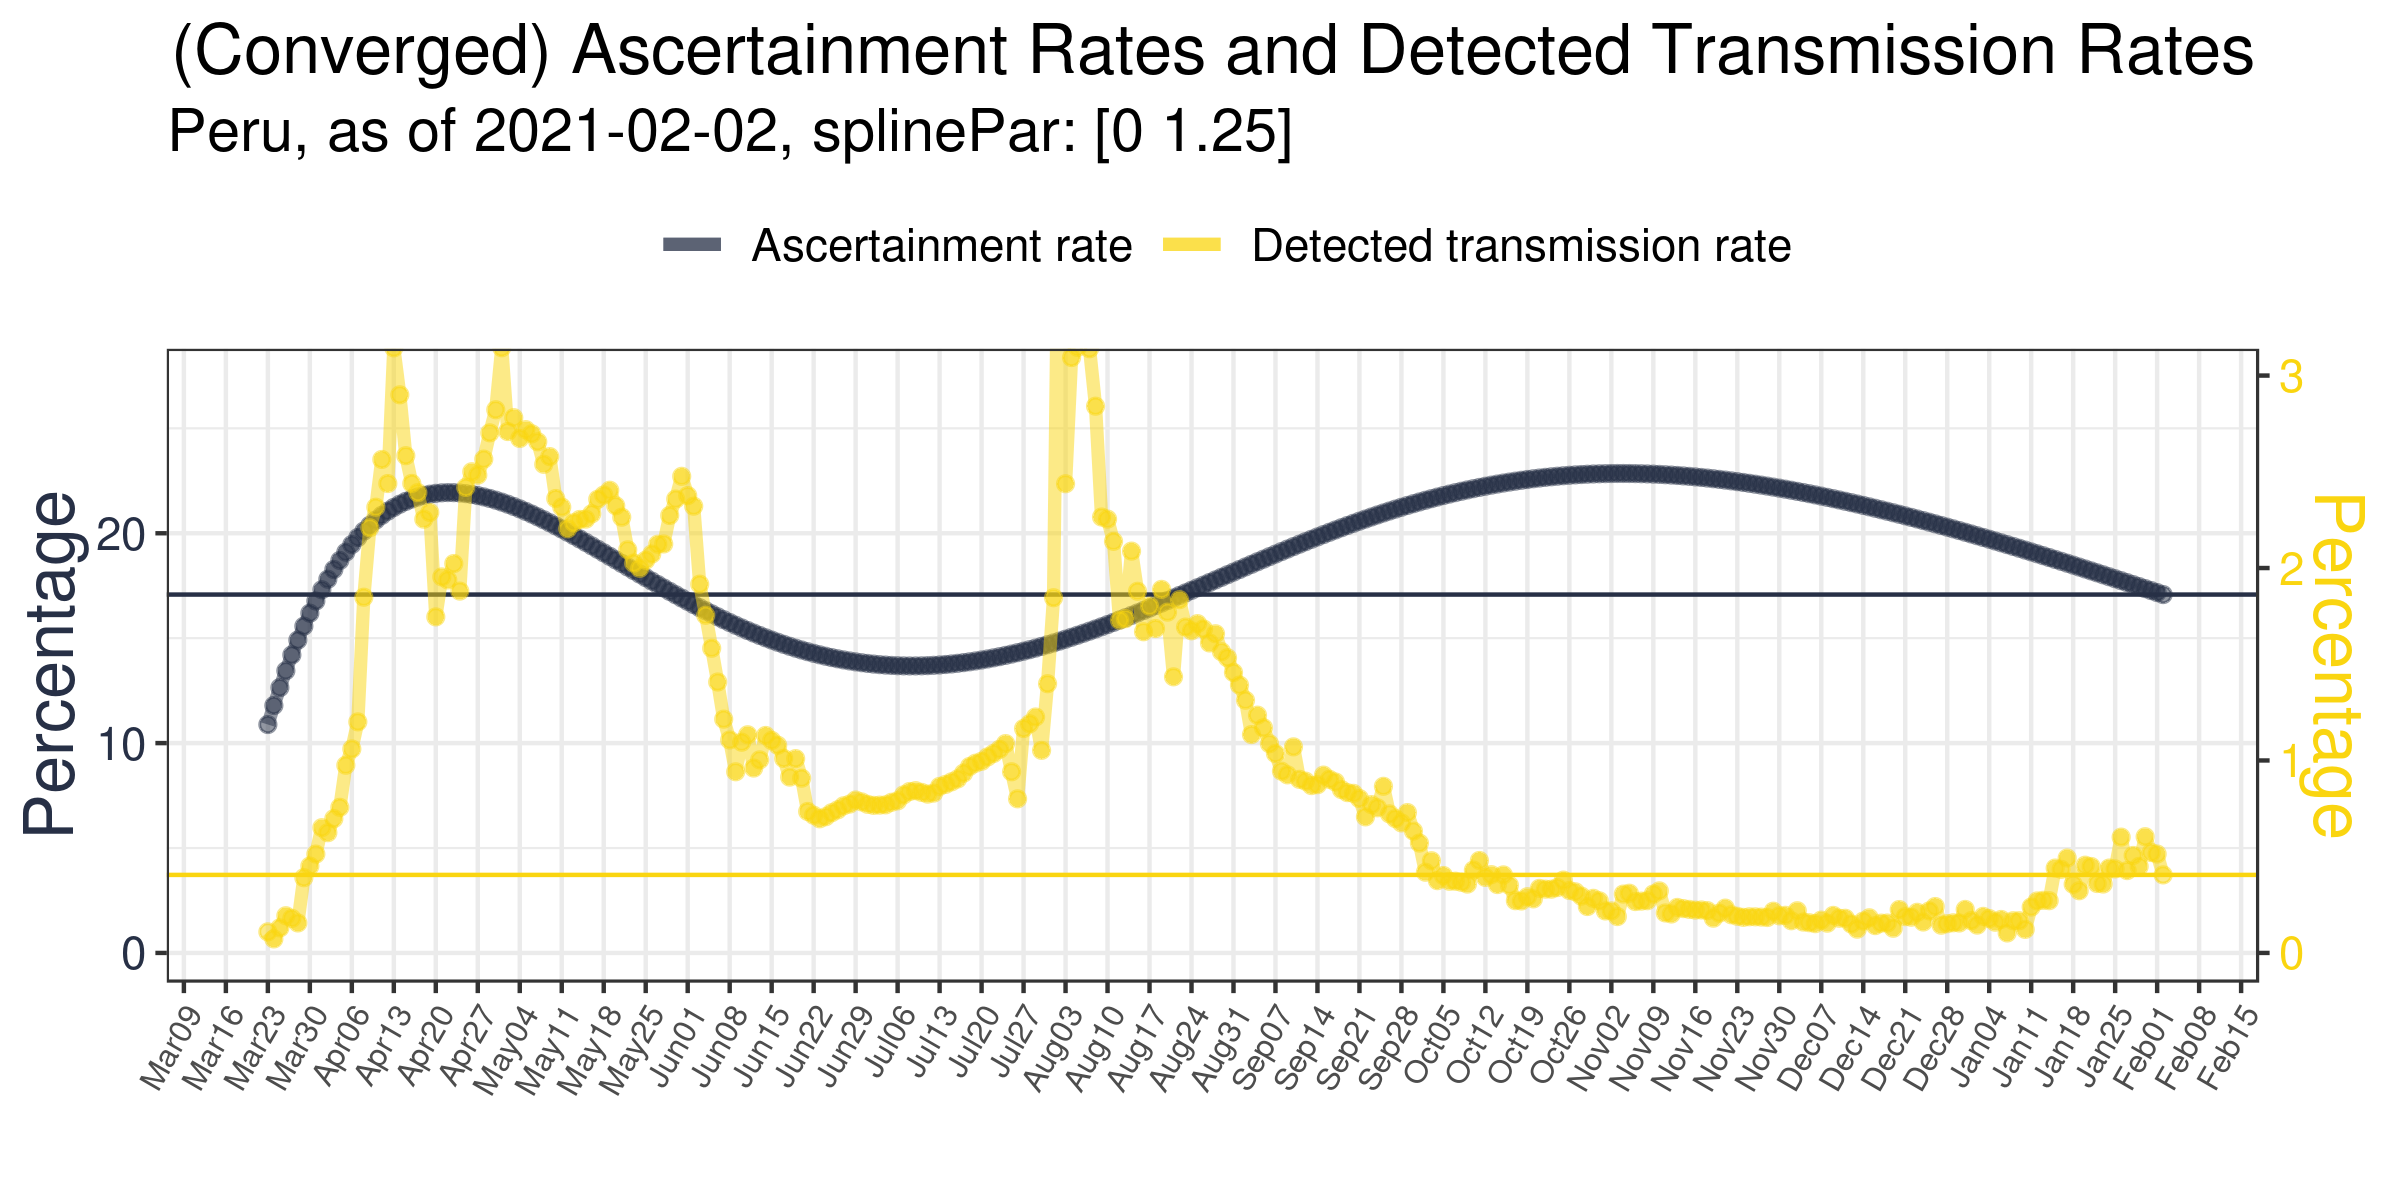 (Converged) Ascertainment Rates and Detected Transmission Rates
Peru, as of 2021-02-02, splinePar: [0 1.25]
Ascertainment rate Detected transmission rate
Percentage
20
10
0
3
2
1
0
Percentage
Mar09 Mar16 Mar23 Mar30 Apr06 Apr13 Apr20 Apr27 May04 May11 May18 May25 Jun01 Jun08 Jun15 Jun22 Jun29 Jul06 Jul13 Jul20 Jul27 Aug03 Aug10 Aug17 Aug24 Aug31 Sep07 Sep14 Sep21 Sep28 Oct05 Oct12 Oct19 Oct26 Nov02 Nov09 Nov16 Nov23 Nov30 Dec07 Dec14 Dec21 Dec28 Jan04 Jan11 Jan18 Jan25 Feb01 Feb08 Feb15